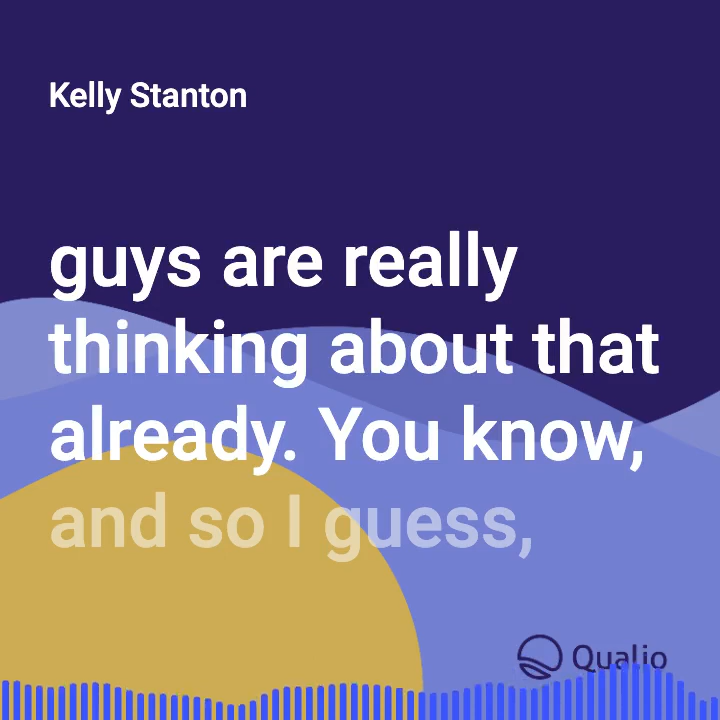 Kelly Stanton
guys are really
thinking about that
already. You know,
and so I guess,
Qualio